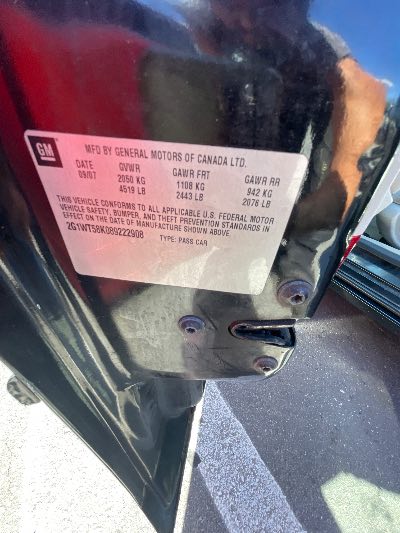 GM
MFD BY GENERAL MOTORS OF CANADA LTD.
DATE GVWR GAWR FRT GAWR RR
09/07 2050 KG 1108 KG 942 KG
4519 LB 2443 LB 2076 LB
THIS VEHICLE CONFORMS TO ALL APPLICABLE U.S. FEDERAL MOTOR
VEHICLE SAFETY, BUMPER, AND THEFT PREVENTION STANDARDS IN
EFFECT ON THE DATE OF MANUFACTURE SHOWN ABOVE.
2G1WT58K089222908
TYPE: PASS CAR